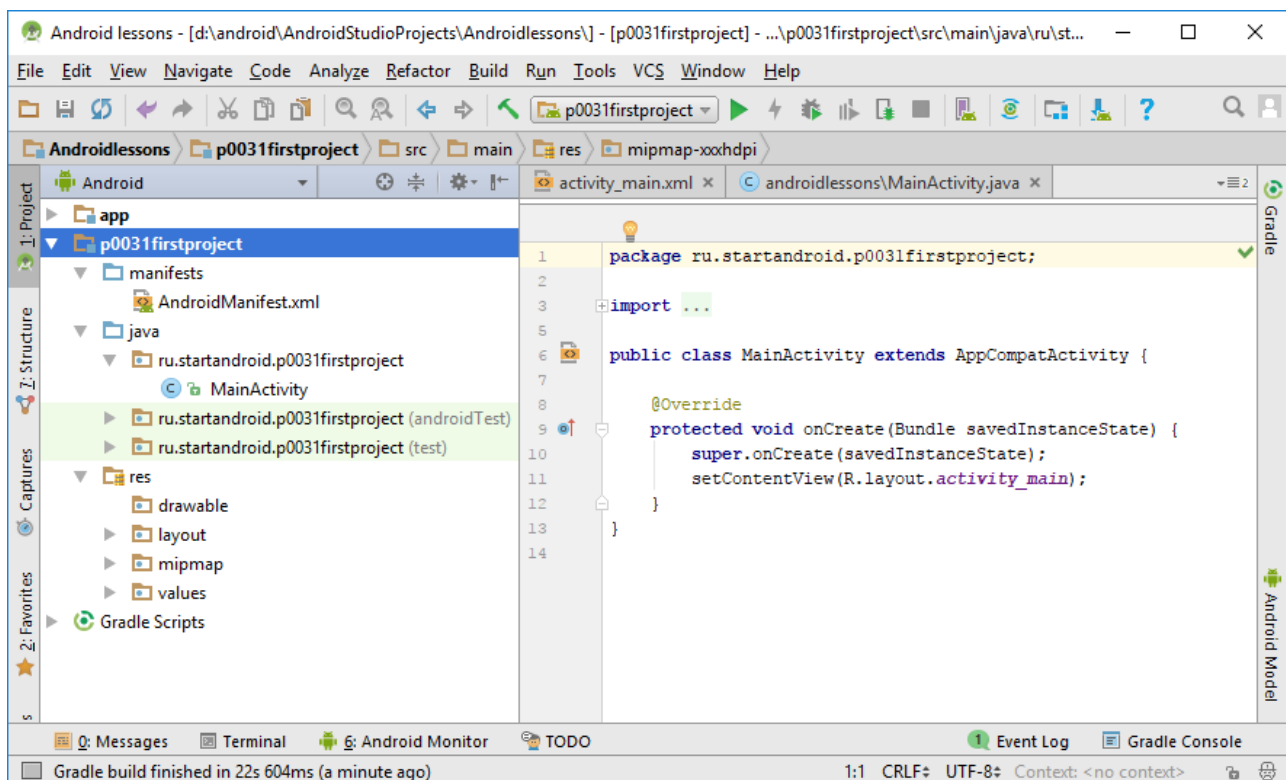 Android lessons - [d:\android\AndroidStudioProjects\Androidlessons\] - [p0031firstproject] - ...\p0031firstproject\src\main\java\ru\st...
File Edit View Navigate Code Analyze Refactor Build Run Tools VCS Window Help
p0031firstproject
Androidlessons p0031firstproject src main res mipmap-xxxhdpi
1: Project
7: Structure
Captures
2: Favorites
Android
app
p0031firstproject
manifests
AndroidManifest.xml
java
ru.startandroid.p0031firstproject
MainActivity
ru.startandroid.p0031firstproject (androidTest)
ru.startandroid.p0031firstproject (test)
res
drawable
layout
mipmap
values
Gradle Scripts
activity_main.xml androidlessons\MainActivity.java 2
1 package ru.startandroid.p0031firstproject;
2
3 import ...
5
6 public class MainActivity extends AppCompatActivity {
7
8 @Override
9 protected void onCreate(Bundle savedInstanceState) {
10 super.onCreate(savedInstanceState);
11 setContentView(R.layout.activity_main);
12 }
13 }
14
Gradle
Android Model
0: Messages Terminal 6: Android Monitor TODO 1 Event Log Gradle Console
Gradle build finished in 22s 604ms (a minute ago) 1:1 CRLF UTF-8 Context: <no context>